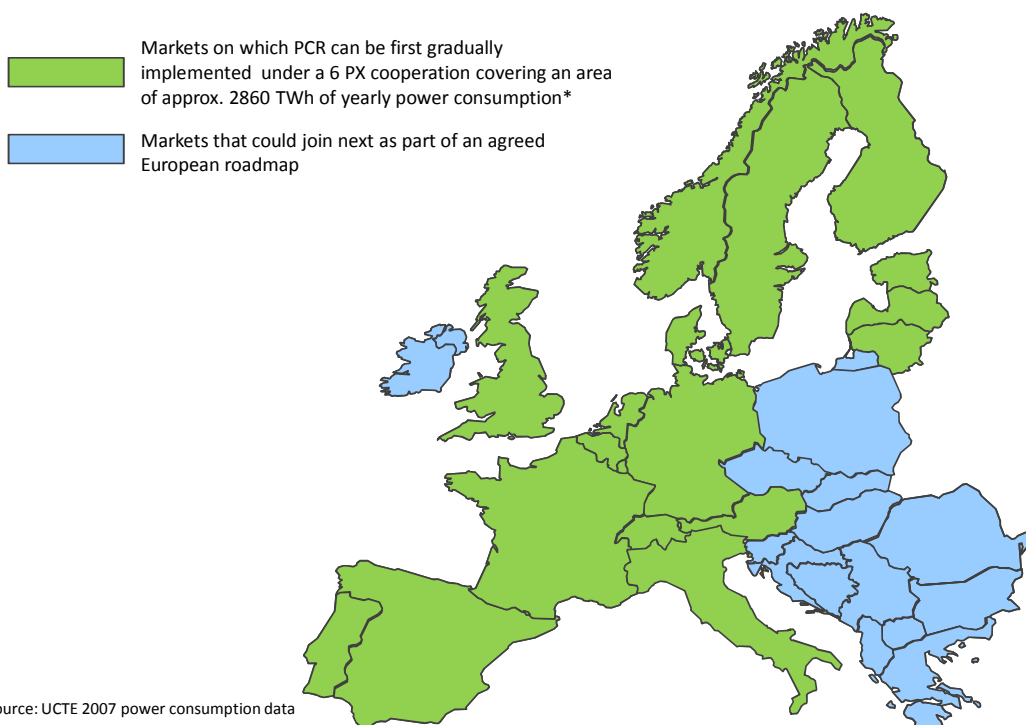 Markets on which PCR can be first gradually
implemented under a 6 PX cooperation covering an area
of approx. 2860 TWh of yearly power consumption*
Markets that could join next as part of an agreed
European roadmap
ource: UCTE 2007 power consumption data